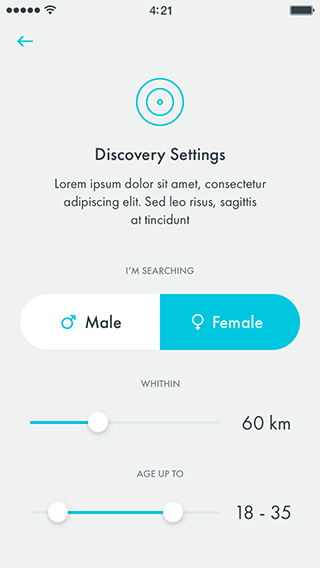 4:21
Discovery Settings
Lorem ipsum dolor sit amet, consectetur
adipiscing elit. Sed leo risus, sagittis
at tincidunt
I'M SEARCHING
Male
Female
WHITHIN
60 km
AGE UP TO
18 - 35